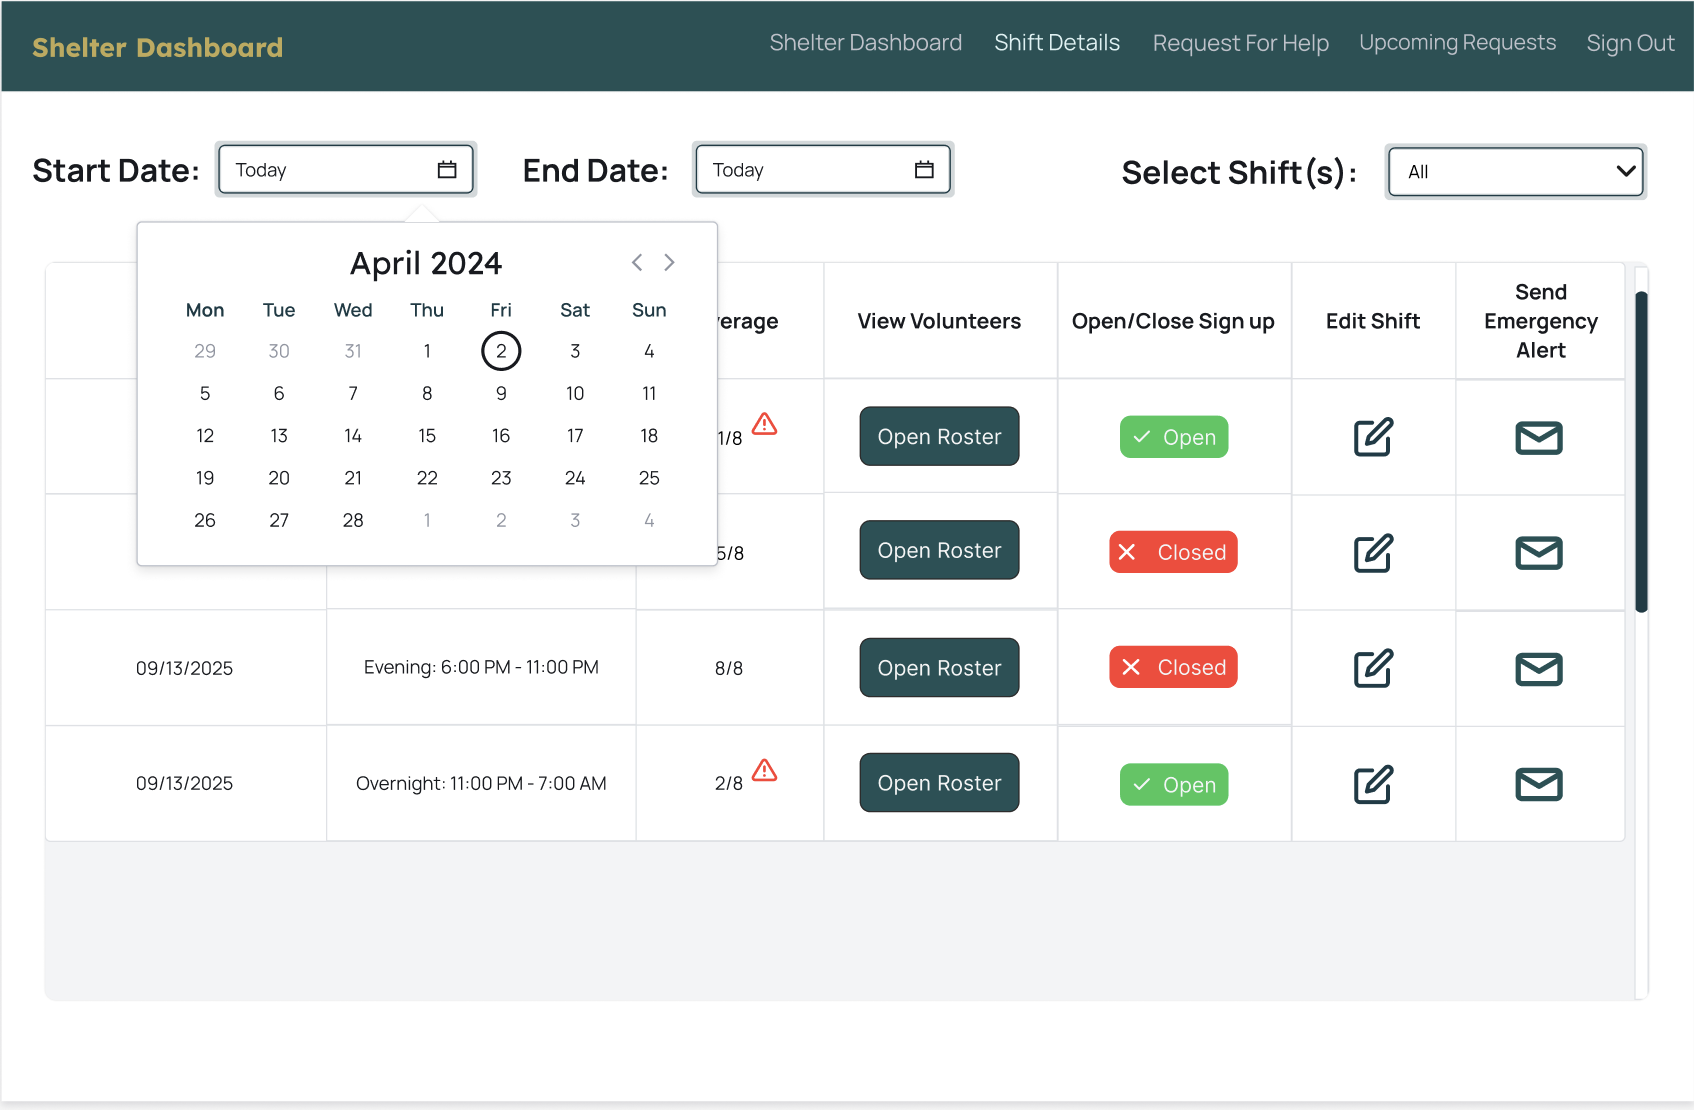 Shelter Dashboard
Shelter Dashboard Shift Details Request For Help Upcoming Requests Sign Out
Start Date: Today End Date: Today Select Shift(s): All
April 2024
Mon Tue Wed Thu Fri Sat Sun
29 30 31 1 2 3 4
5 6 7 8 9 10 11
12 13 14 15 16 17 18
19 20 21 22 23 24 25
26 27 28 1 2 3 4
verage View Volunteers Open/Close Sign up Edit Shift Send
Emergency
Alert
1/8 Open Roster Open
5/8 Open Roster Closed
09/13/2025 Evening: 6:00 PM - 11:00 PM 8/8 Open Roster Closed
09/13/2025 Overnight: 11:00 PM - 7:00 AM 2/8 Open Roster Open